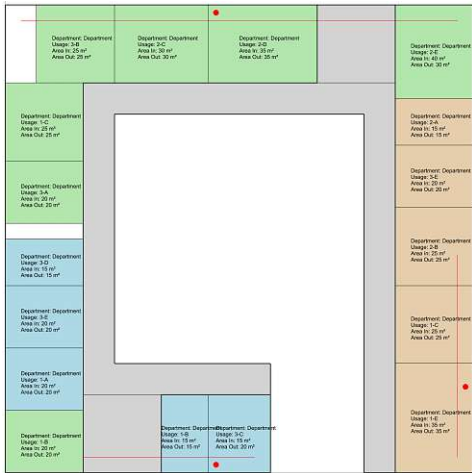 Department: Department
Usage: 3-B
Area In: 25 m²
Area Out: 25 m²
Department: Department
Usage: 2-C
Area In: 30 m²
Area Out: 30 m²
Department: Department
Usage: 2-D
Area In: 35 m²
Area Out: 35 m²
Department: Department
Usage: 2-E
Area In: 40 m²
Area Out: 30 m²
Department: Department
Usage: 1-C
Area In: 25 m²
Area Out: 25 m²
Department: Department
Usage: 2-A
Area In: 15 m²
Area Out: 15 m²
Department: Department
Usage: 3-A
Area In: 20 m²
Area Out: 20 m²
Department: Department
Usage: 3-E
Area In: 20 m²
Area Out: 20 m²
Department: Department
Usage: 3-D
Area In: 15 m²
Area Out: 15 m²
Department: Department
Usage: 2-B
Area In: 25 m²
Area Out: 25 m²
Department: Department
Usage: 3-E
Area In: 20 m²
Area Out: 20 m²
Department: Department
Usage: 1-C
Area In: 25 m²
Area Out: 25 m²
Department: Department
Usage: 1-A
Area In: 20 m²
Area Out: 20 m²
Department: Department
Usage: 1-E
Area In: 35 m²
Area Out: 35 m²
Department: Department
Usage: 1-B
Area In: 20 m²
Area Out: 20 m²
Department: Department
Usage: 1-B
Area In: 15 m²
Area Out: 15 m²
Department: Department
Usage: 3-C
Area In: 15 m²
Area Out: 20 m²